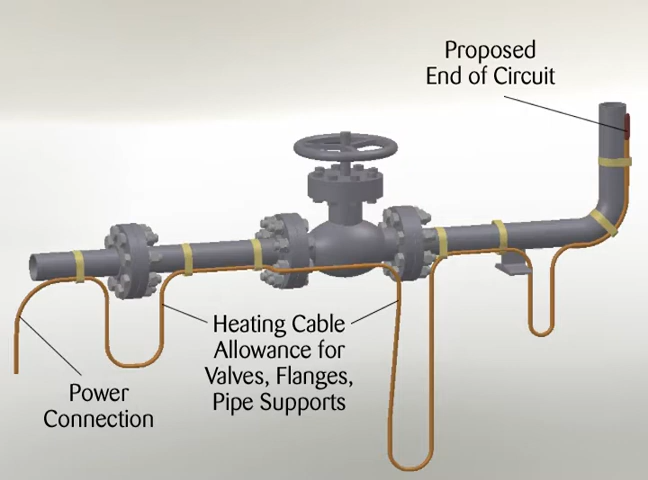 Proposed
End of Circuit
Heating Cable
Allowance for
Valves, Flanges,
Pipe Supports
Power
Connection